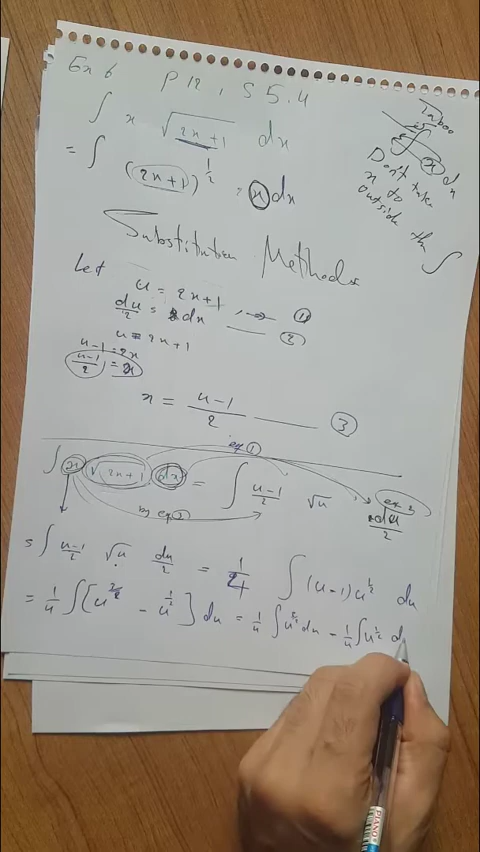 Ex 6 P 12, S 5.4
∫ x √(2x+1) dx
= ∫ (2x+1)^(1/2) · x dx
Taboo
∫ x dx
Don't take
x to
outside the ∫
Substitution Methods
Let
u = 2x+1 → ①
du/2 = dx — ②
u = 2x+1
u-1 = 2x
(u-1)/2 = x
x = (u-1)/2 — ③
∫ x √(2x+1) dx = ∫ (u-1)/2 √u du/2
eq ①
by eq 3
eq 2
= ∫ (u-1)/2 √u du/2 = 1/4 ∫ (u-1) u^(1/2) du
= 1/4 ∫ [u^(3/2) - u^(1/2)] du = 1/4 ∫ u^(3/2) du - 1/4 ∫ u^(1/2) d
PIANO